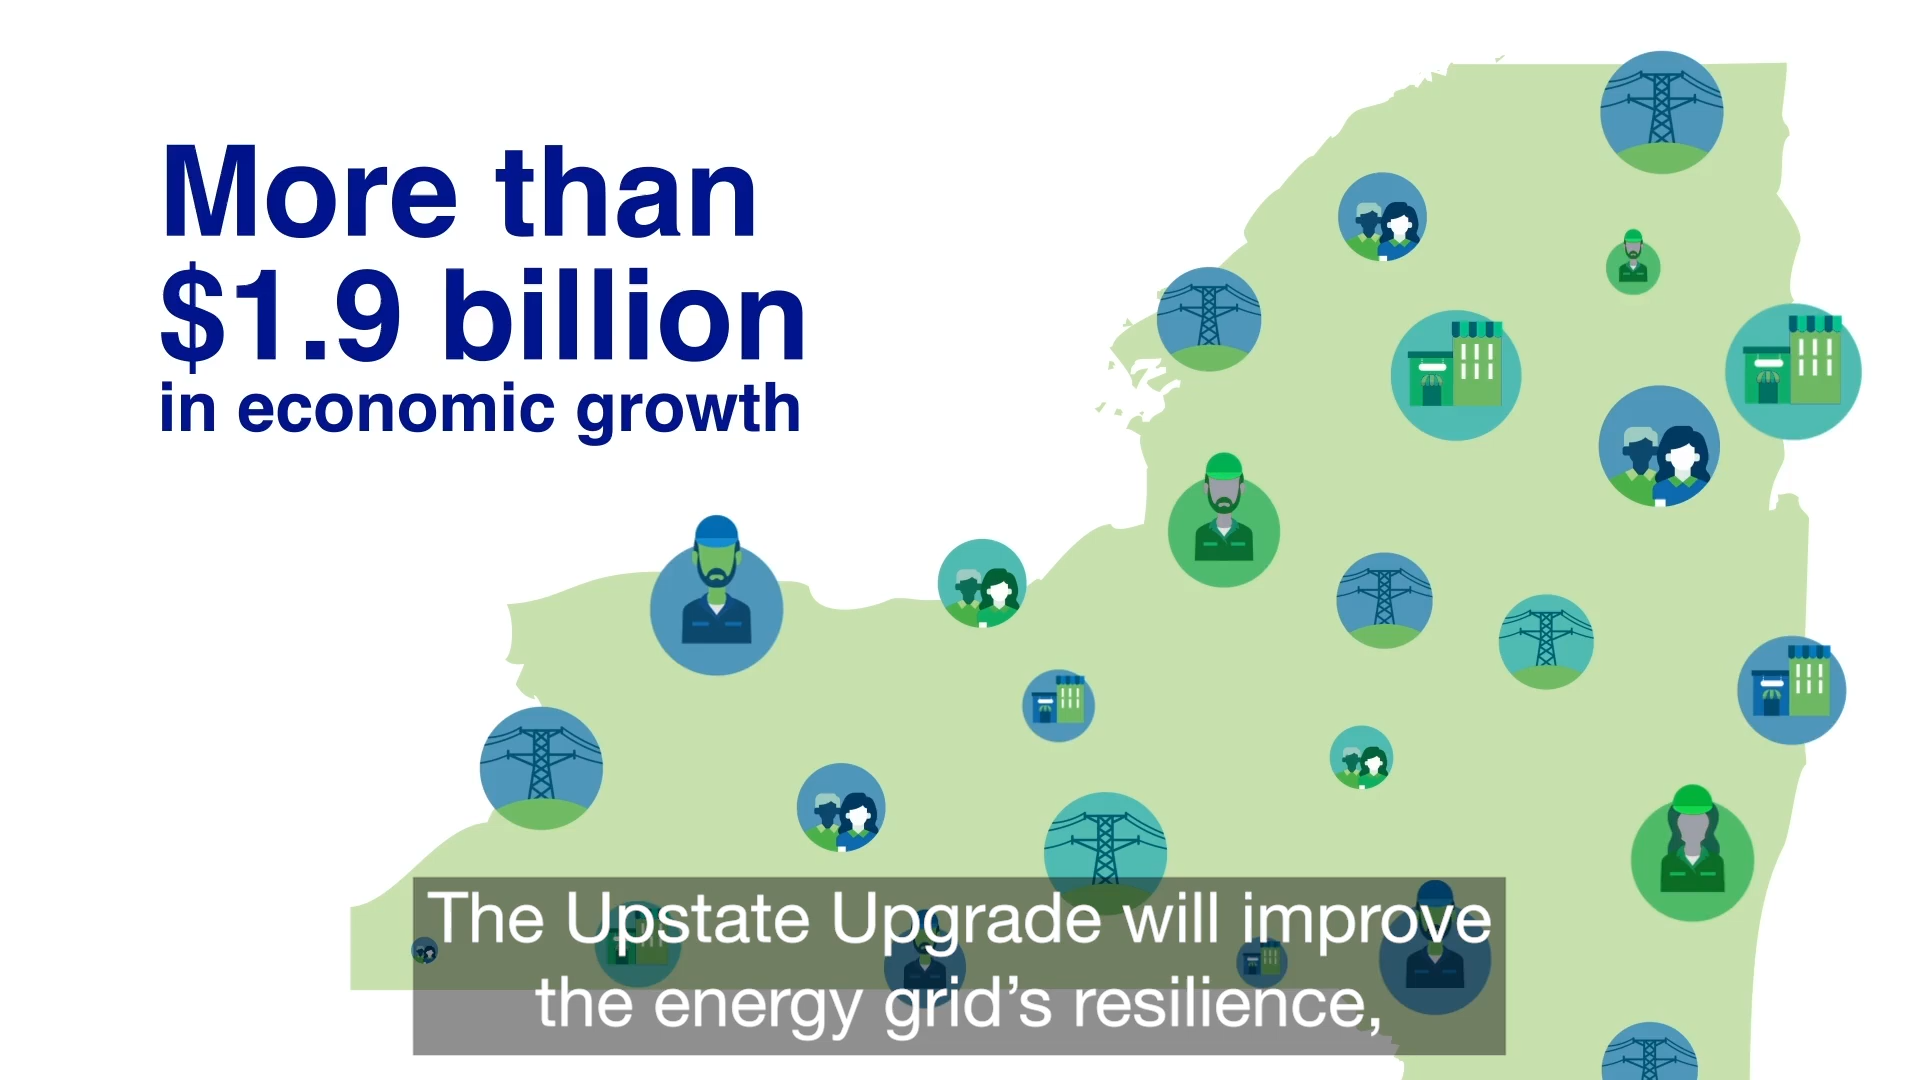 More than
$1.9 billion
in economic growth
The Upstate Upgrade will improve
the energy grid’s resilience,